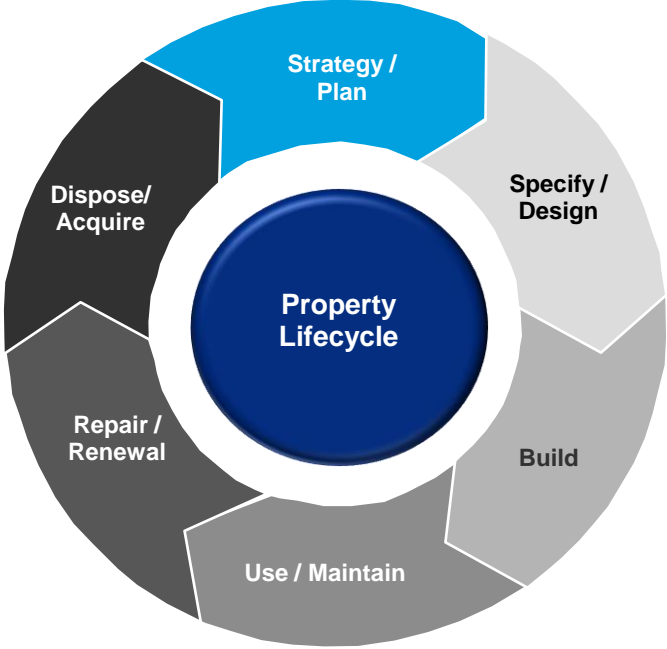 Strategy /
Plan
Specify /
Design
Build
Use / Maintain
Repair /
Renewal
Dispose/
Acquire
Property
Lifecycle